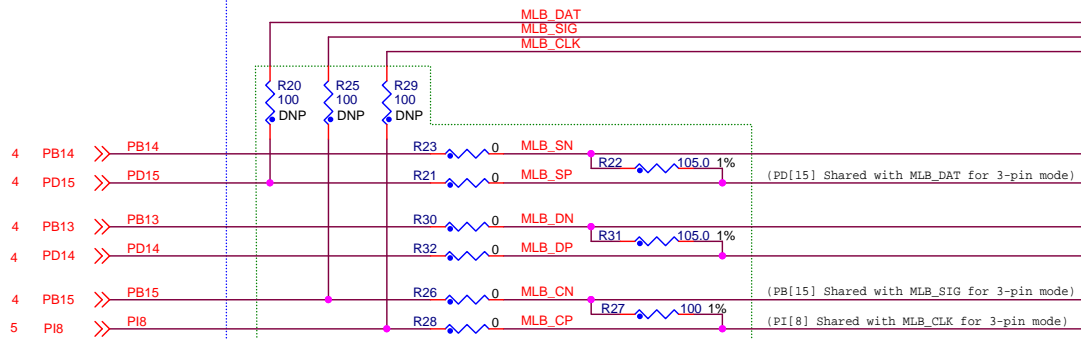 MLB_DAT
MLB_SIG
MLB_CLK
R20 R25 R29
100 100 100
DNP DNP DNP
4 PB14 PB14 R23 0 MLB_SN
R22 105.0 1%
4 PD15 PD15 R21 0 MLB_SP (PD[15] Shared with MLB_DAT for 3-pin mode)
4 PB13 PB13 R30 0 MLB_DN
R31 105.0 1%
4 PD14 PD14 R32 0 MLB_DP
4 PB15 PB15 R26 0 MLB_CN (PB[15] Shared with MLB_SIG for 3-pin mode)
R27 100 1%
5 PI8 PI8 R28 0 MLB_CP (PI[8] Shared with MLB_CLK for 3-pin mode)